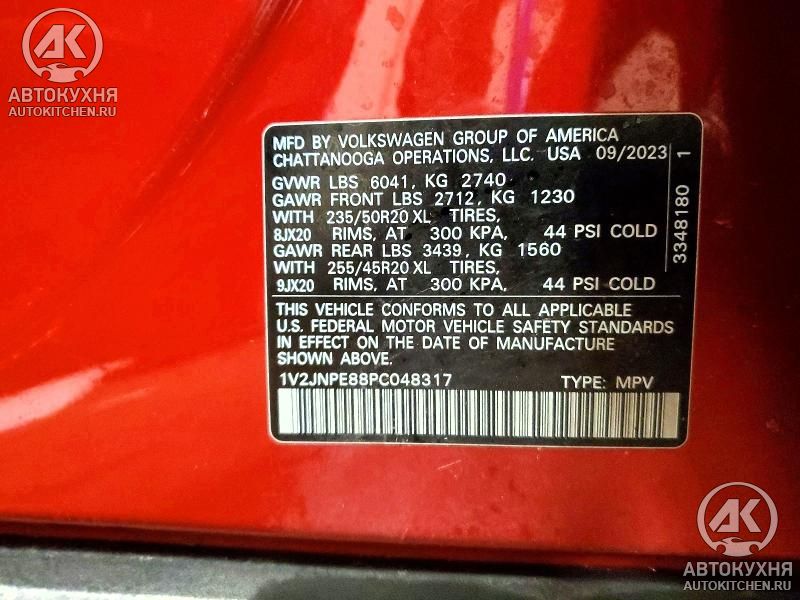 АК
АВТОКУХНЯ
AUTOKITCHEN.RU
MFD BY VOLKSWAGEN GROUP OF AMERICA
CHATTANOOGA OPERATIONS, LLC. USA 09/2023
GVWR LBS 6041, KG 2740
GAWR FRONT LBS 2712, KG 1230
WITH 235/50R20 XL TIRES,
8JX20 RIMS, AT 300 KPA, 44 PSI COLD
GAWR REAR LBS 3439, KG 1560
WITH 255/45R20 XL TIRES,
9JX20 RIMS, AT 300 KPA, 44 PSI COLD
THIS VEHICLE CONFORMS TO ALL APPLICABLE
U.S. FEDERAL MOTOR VEHICLE SAFETY STANDARDS
IN EFFECT ON THE DATE OF MANUFACTURE
SHOWN ABOVE.
1V2JNPE88PC048317 TYPE: MPV
3348180 1
АК
АВТОКУХНЯ
AUTOKITCHEN.RU